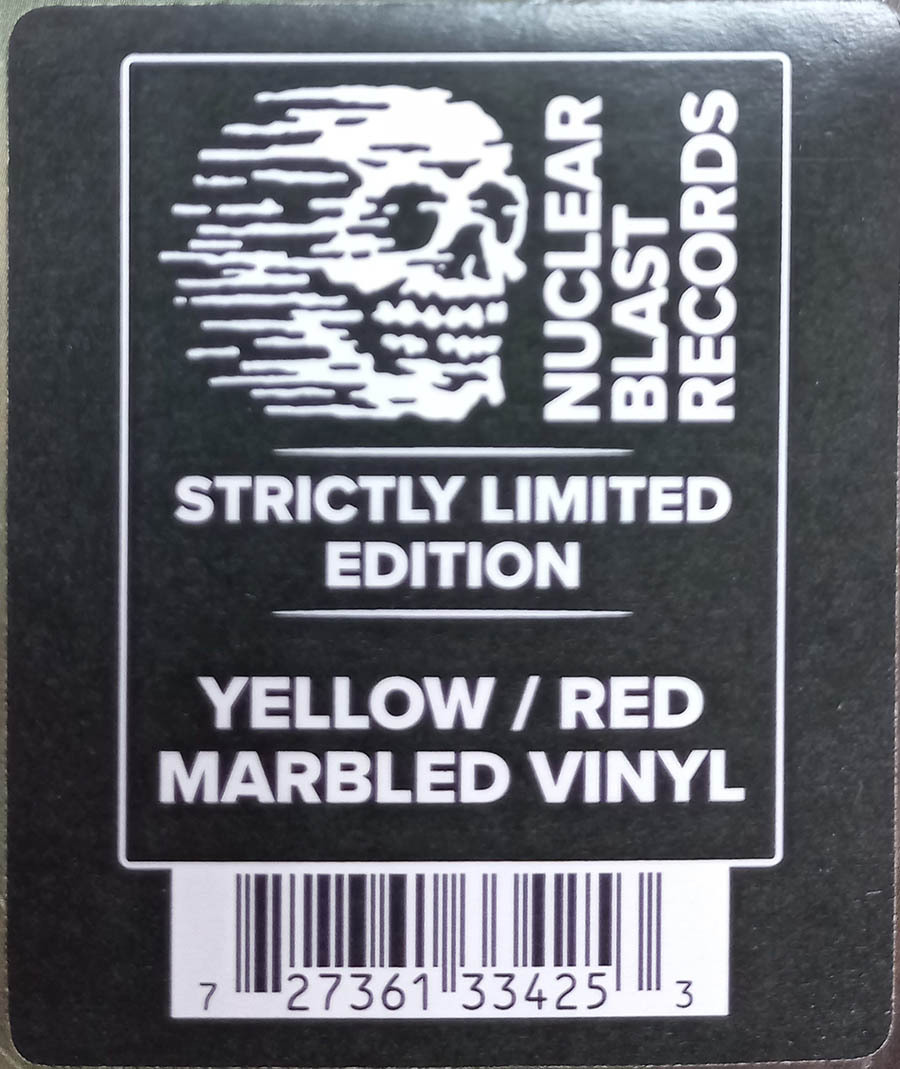 NUCLEAR
BLAST
RECORDS
STRICTLY LIMITED
EDITION
YELLOW / RED
MARBLED VINYL
7 27361 33425 3